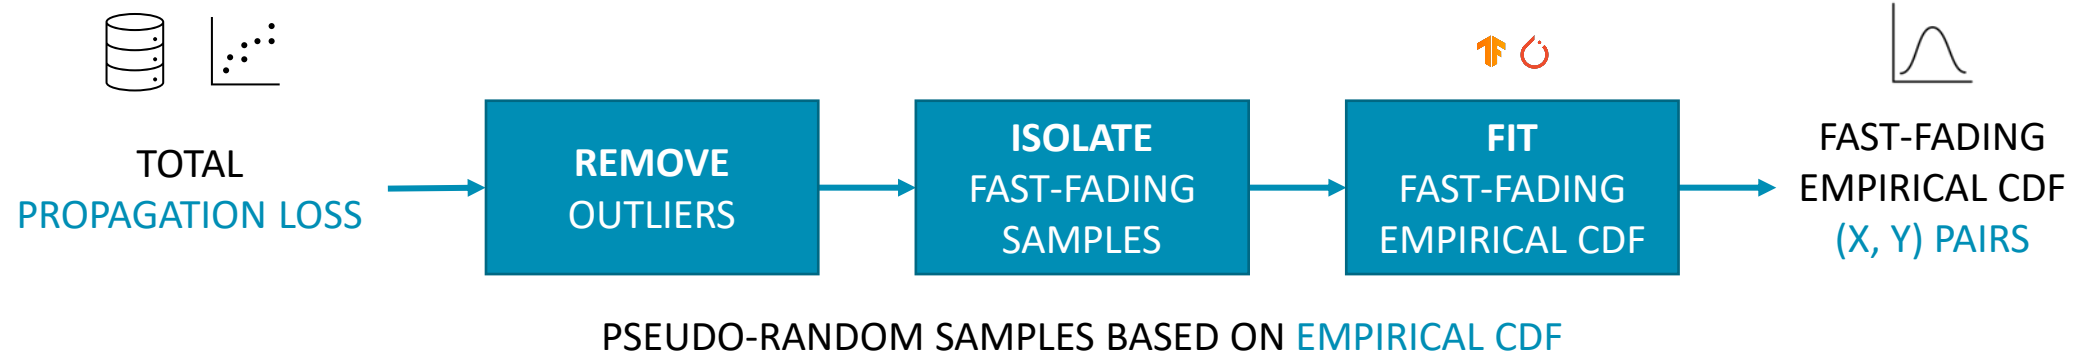 TOTAL
PROPAGATION LOSS
REMOVE
OUTLIERS
ISOLATE
FAST-FADING
SAMPLES
FIT
FAST-FADING
EMPIRICAL CDF
FAST-FADING
EMPIRICAL CDF
(X, Y) PAIRS
PSEUDO-RANDOM SAMPLES BASED ON EMPIRICAL CDF